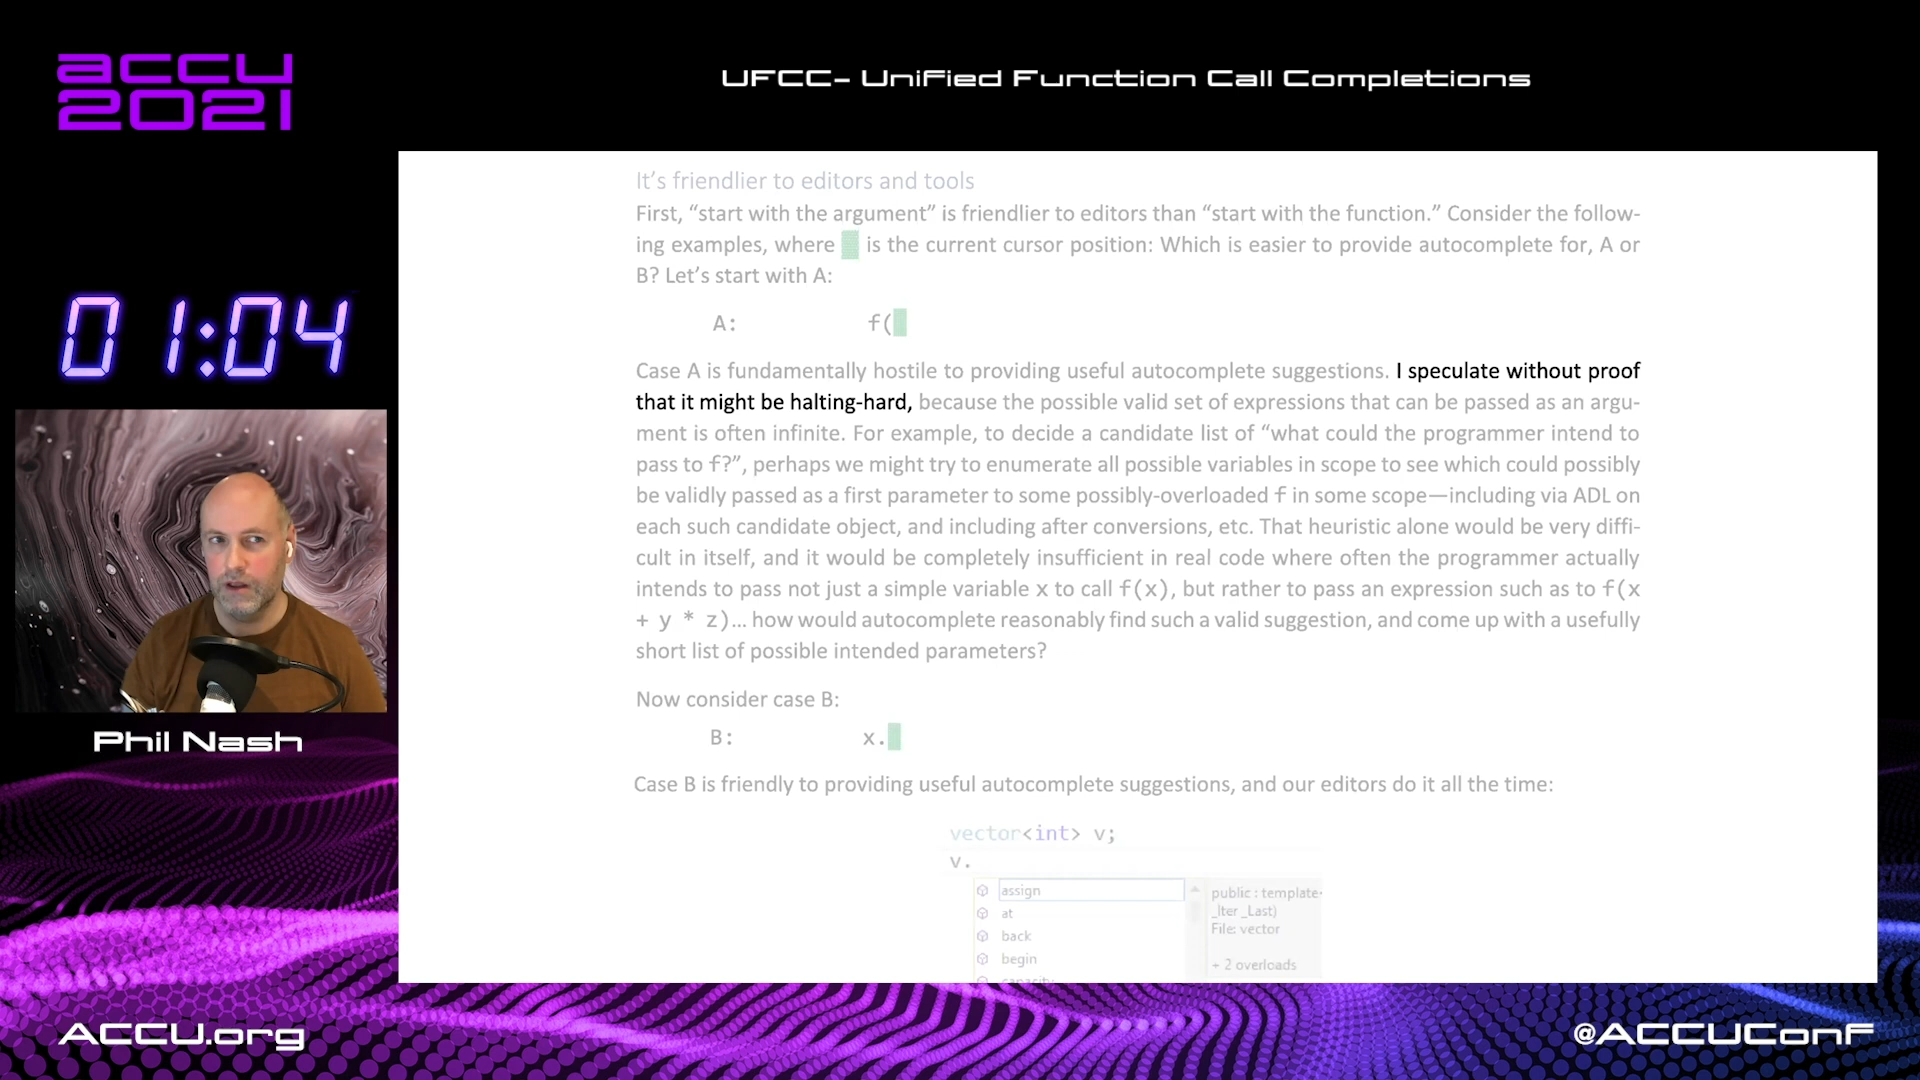 accu
2021
UFCC- Unified Function Call Completions
01:04
Phil Nash
It's friendlier to editors and tools
First, “start with the argument” is friendlier to editors than “start with the function.” Consider the follow-
ing examples, where is the current cursor position: Which is easier to provide autocomplete for, A or
B? Let's start with A:
A: f(
Case A is fundamentally hostile to providing useful autocomplete suggestions. I speculate without proof
that it might be halting-hard, because the possible valid set of expressions that can be passed as an argu-
ment is often infinite. For example, to decide a candidate list of “what could the programmer intend to
pass to f?”, perhaps we might try to enumerate all possible variables in scope to see which could possibly
be validly passed as a first parameter to some possibly-overloaded f in some scope—including via ADL on
each such candidate object, and including after conversions, etc. That heuristic alone would be very diffi-
cult in itself, and it would be completely insufficient in real code where often the programmer actually
intends to pass not just a simple variable x to call f(x), but rather to pass an expression such as to f(x
+ y * z)… how would autocomplete reasonably find such a valid suggestion, and come up with a usefully
short list of possible intended parameters?
Now consider case B:
B: x.
Case B is friendly to providing useful autocomplete suggestions, and our editors do it all the time:
vector<int> v;
v.
assign
at
back
begin
capacity
public : template
_Iter _Last)
File: vector
+ 2 overloads
ACCU.org
@ACCUConf